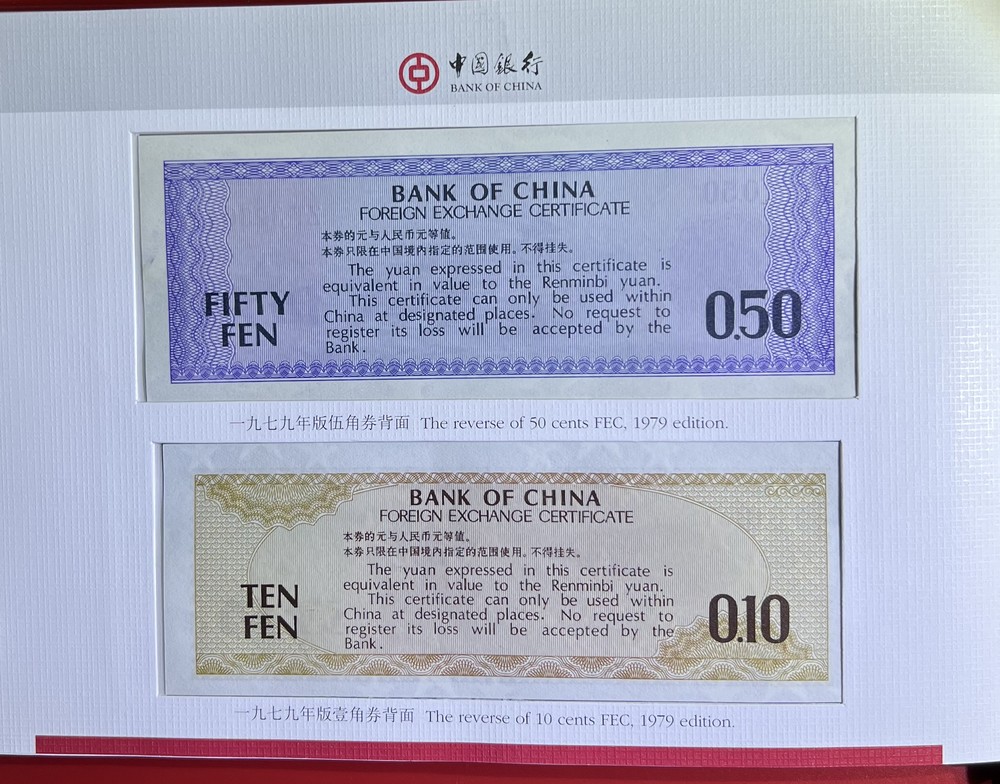 中国銀行
BANK OF CHINA
BANK OF CHINA
FOREIGN EXCHANGE CERTIFICATE
本券的元与人民币元等值。
本券只限在中国境内指定的范围使用。不得挂失。
The yuan expressed in this certificate is
equivalent in value to the Renminbi yuan.
This certificate can only be used within
China at designated places. No request to
register its loss will be accepted by the
Bank.
FIFTY
FEN
0.50
一九七九年版伍角券背面 The reverse of 50 cents FEC, 1979 edition.
BANK OF CHINA
FOREIGN EXCHANGE CERTIFICATE
本券的元与人民币元等值。
本券只限在中国境内指定的范围使用。不得挂失。
The yuan expressed in this certificate is
equivalent in value to the Renminbi yuan.
This certificate can only be used within
China at designated places. No request to
register its loss will be accepted by the
Bank.
TEN
FEN
0.10
一九七九年版壹角券背面 The reverse of 10 cents FEC, 1979 edition.